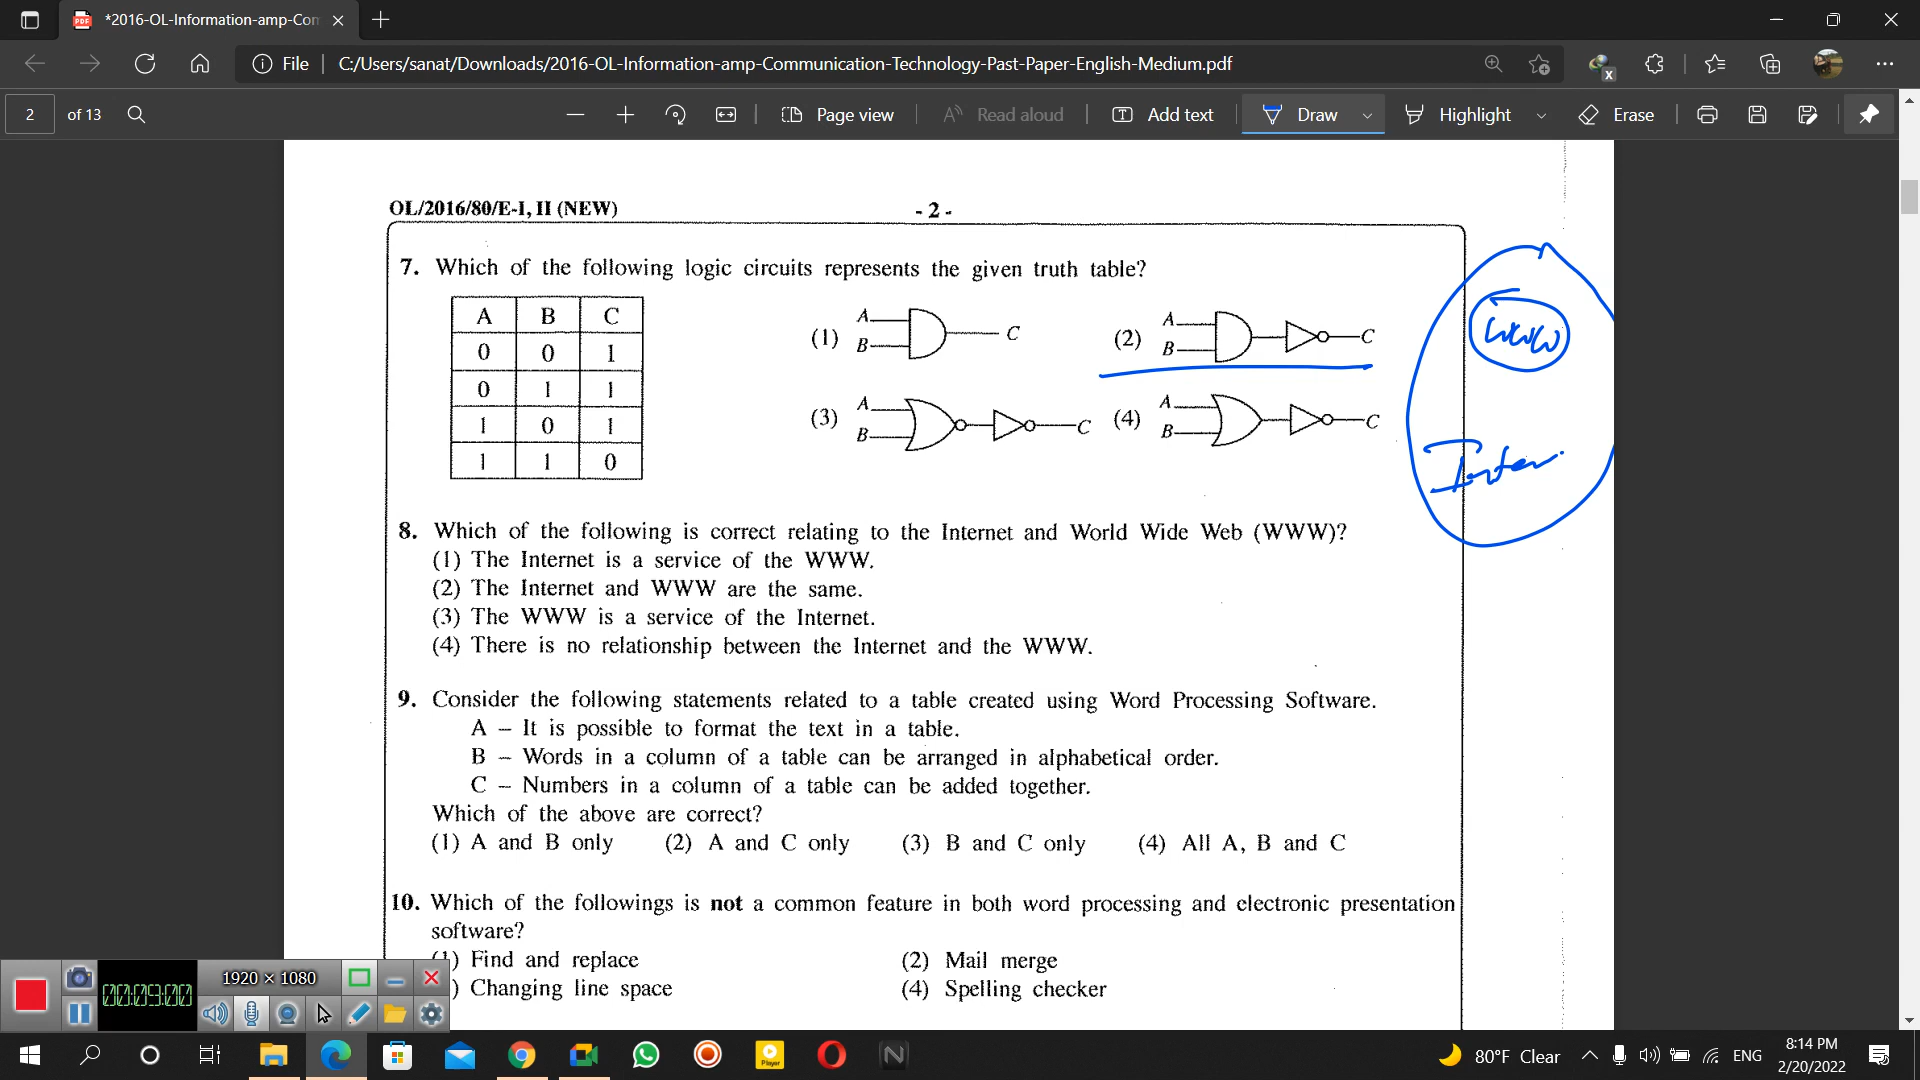 *2016-OL-Information-amp-Con
File
C:/Users/sanat/Downloads/2016-OL-Information-amp-Communication-Technology-Past-Paper-English-Medium.pdf
2 of 13
Page view
Read aloud
Add text
Draw
Highlight
Erase
OL/2016/80/E-I, II (NEW)
- 2 -
7. Which of the following logic circuits represents the given truth table?
A B C
0 0 1
0 1 1
1 0 1
1 1 0
(1) A B C
(2) A B C
(3) A B C
(4) A B C
WWW
Inter
8. Which of the following is correct relating to the Internet and World Wide Web (WWW)?
(1) The Internet is a service of the WWW.
(2) The Internet and WWW are the same.
(3) The WWW is a service of the Internet.
(4) There is no relationship between the Internet and the WWW.
9. Consider the following statements related to a table created using Word Processing Software.
A – It is possible to format the text in a table.
B – Words in a column of a table can be arranged in alphabetical order.
C – Numbers in a column of a table can be added together.
Which of the above are correct?
(1) A and B only (2) A and C only (3) B and C only (4) All A, B and C
10. Which of the followings is not a common feature in both word processing and electronic presentation
software?
) Find and replace (2) Mail merge
) Changing line space (4) Spelling checker
1920 × 1080
Player
80°F Clear
ENG
8:14 PM
2/20/2022